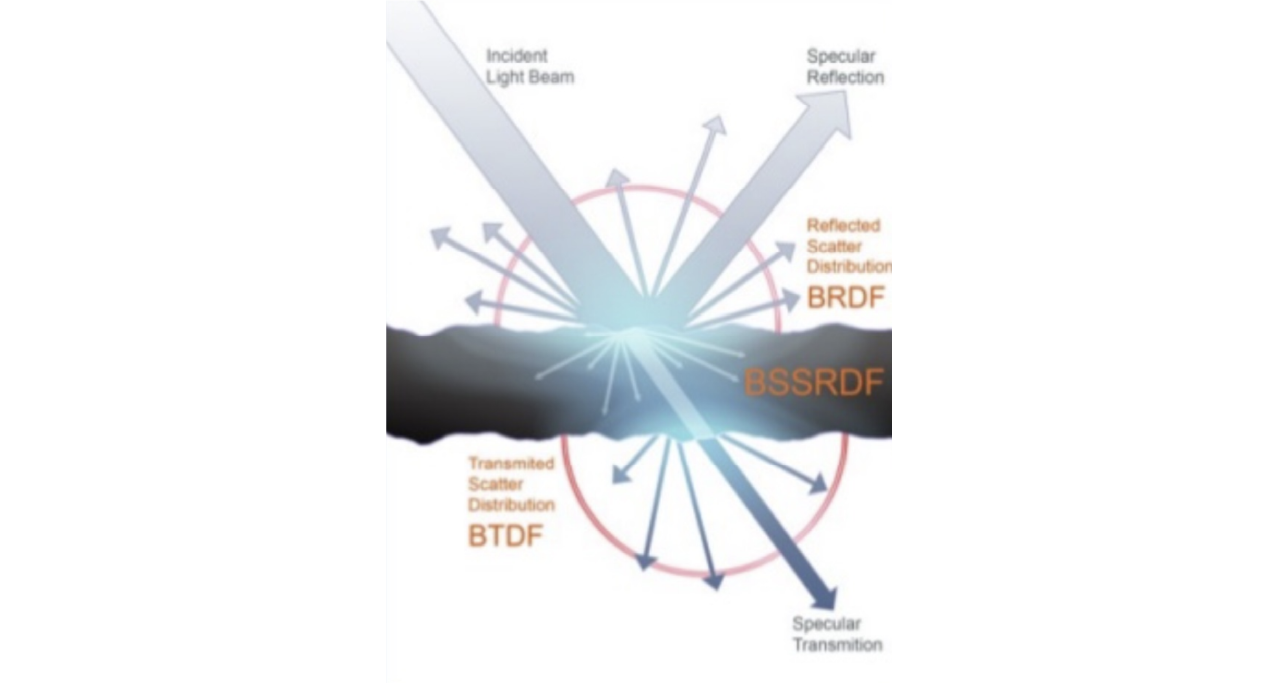 Incident
Light Beam
Specular
Reflection
Reflected
Scatter
Distribution
BRDF
BSSRDF
Transmited
Scatter
Distribution
BTDF
Specular
Transmition